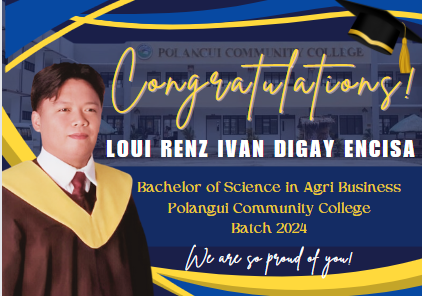 POLANGUI COMMUNITY COLLEGE
Congratulations!
LOUI RENZ IVAN DIGAY ENCISA
Bachelor of Science in Agri Business
Polangui Community College
Batch 2024
We are so proud of you!